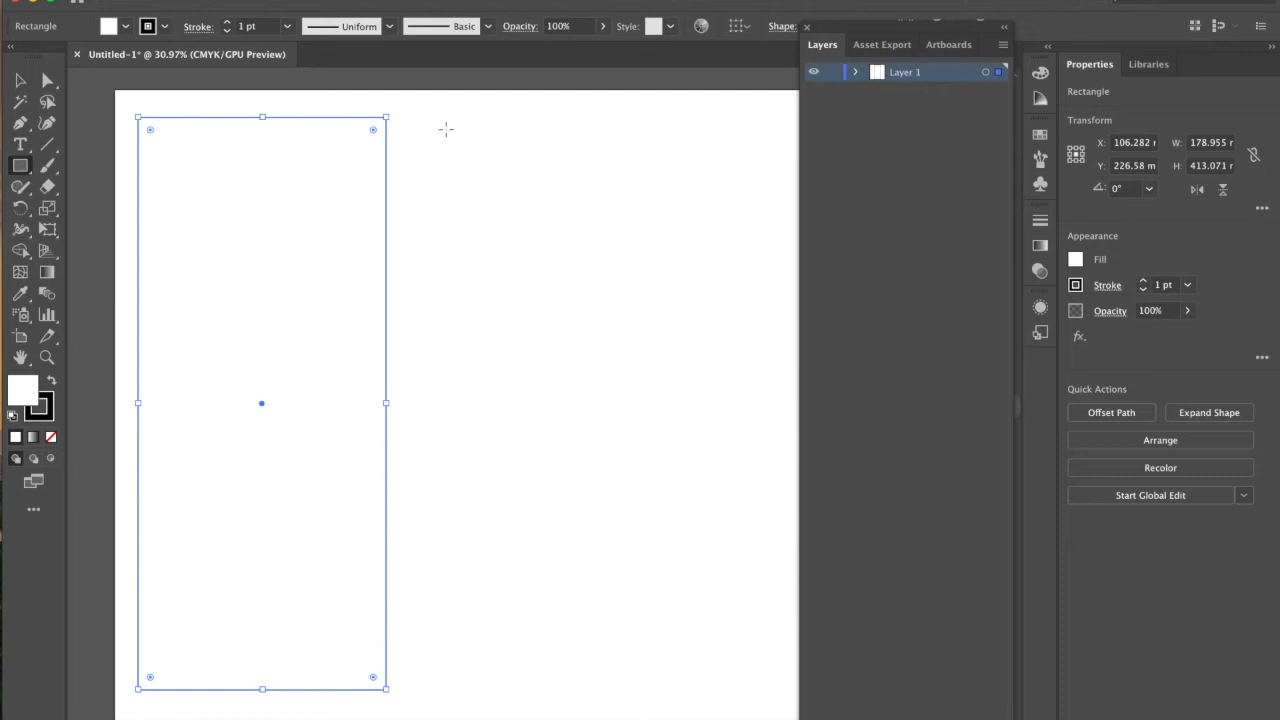 Rectangle Stroke: 1 pt Uniform Basic Opacity: 100% Style: Shape:
Untitled-1* @ 30.97% (CMYK/GPU Preview)
Layers Asset Export Artboards
Layer 1
Properties Libraries
Rectangle
Transform
X: 106.282 r W: 178.955 r
Y: 226.58 m H: 413.071 r
0°
Appearance
Fill
Stroke 1 pt
Opacity 100%
fx.
Quick Actions
Offset Path Expand Shape
Arrange
Recolor
Start Global Edit